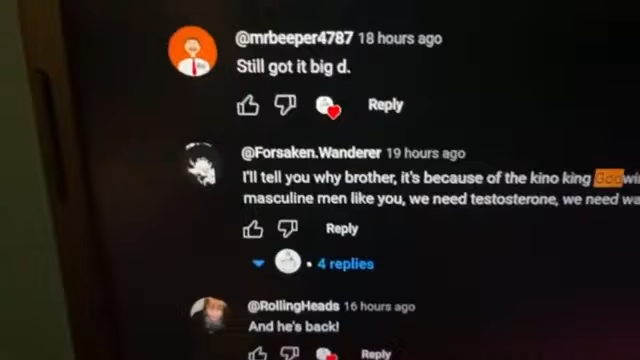 @mrbeeper4787 18 hours ago
Still got it big d.
Reply
@Forsaken.Wanderer 19 hours ago
I'll tell you why brother, it's because of the kino king
masculine men like you, we need testosterone, we need
Reply
4 replies
@RollingHeads 16 hours ago
And he's back!
Reply